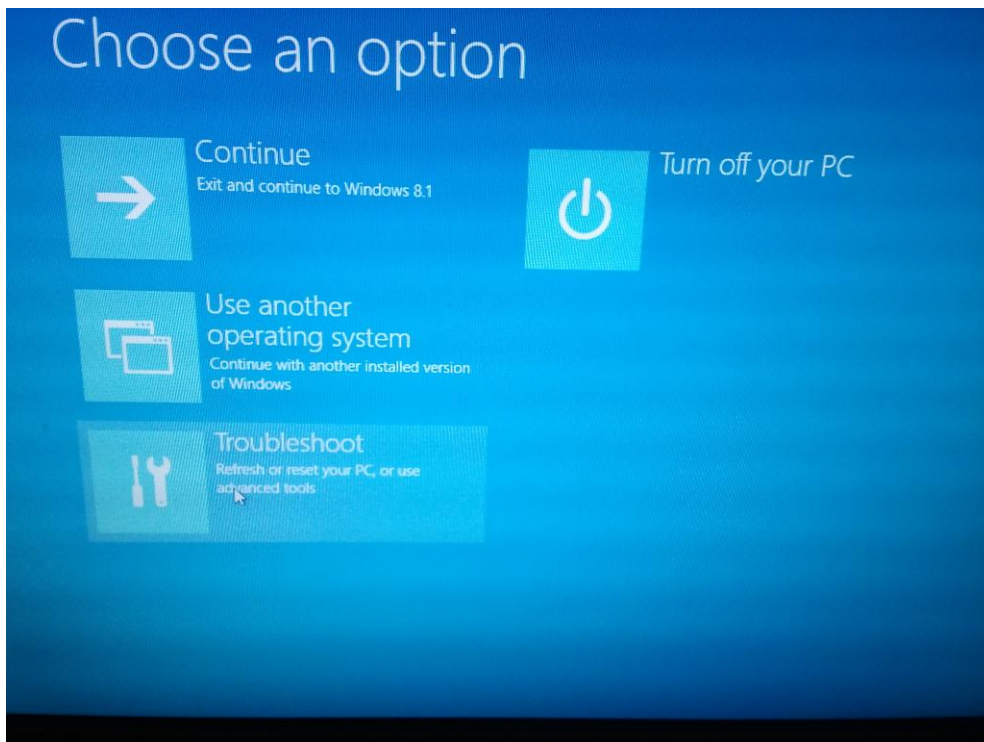 Choose an option
Continue
Exit and continue to Windows 8.1
Turn off your PC
Use another
operating system
Continue with another installed version
of Windows
Troubleshoot
Refresh or reset your PC, or use
advanced tools